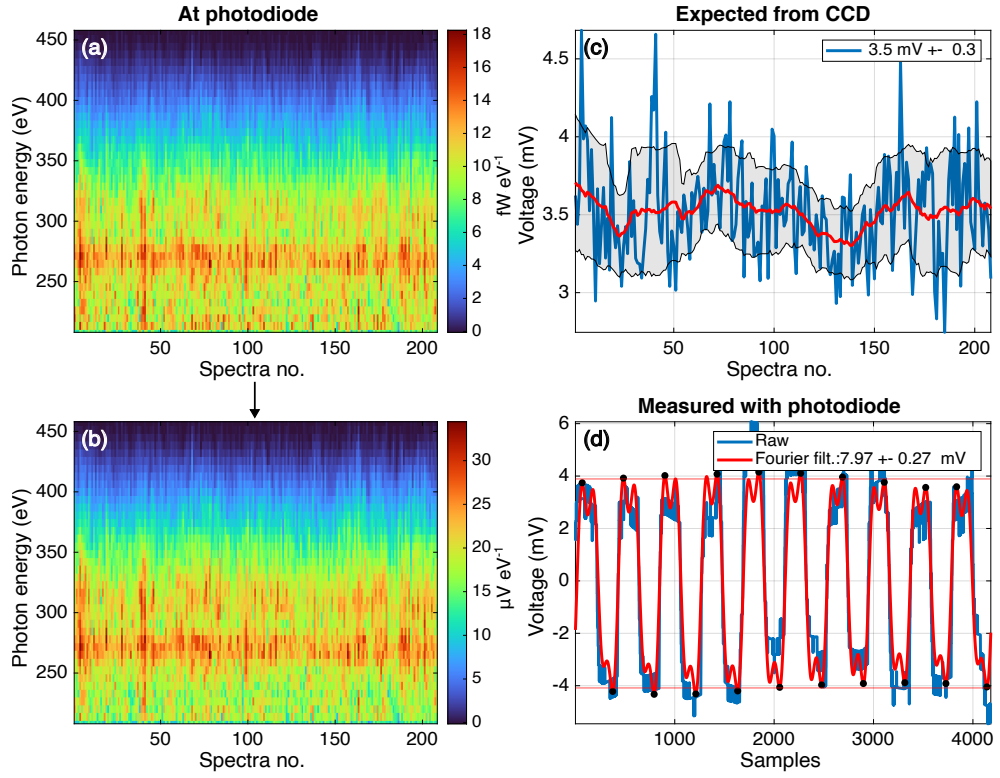 At photodiode
(a)
Photon energy (eV)
450
400
350
300
250
50
100
150
200
Spectra no.
18
16
14
12
10
8
6
4
2
0
fW eV⁻¹
Expected from CCD
(c)
3.5 mV +- 0.3
Voltage (mV)
4.5
4
3.5
3
50
100
150
200
Spectra no.
(b)
Photon energy (eV)
450
400
350
300
250
50
100
150
200
Spectra no.
30
25
20
15
10
5
0
µV eV⁻¹
Measured with photodiode
(d)
Raw
Fourier filt.:7.97 +- 0.27 mV
Voltage (mV)
6
4
2
0
-2
-4
1000
2000
3000
4000
Samples